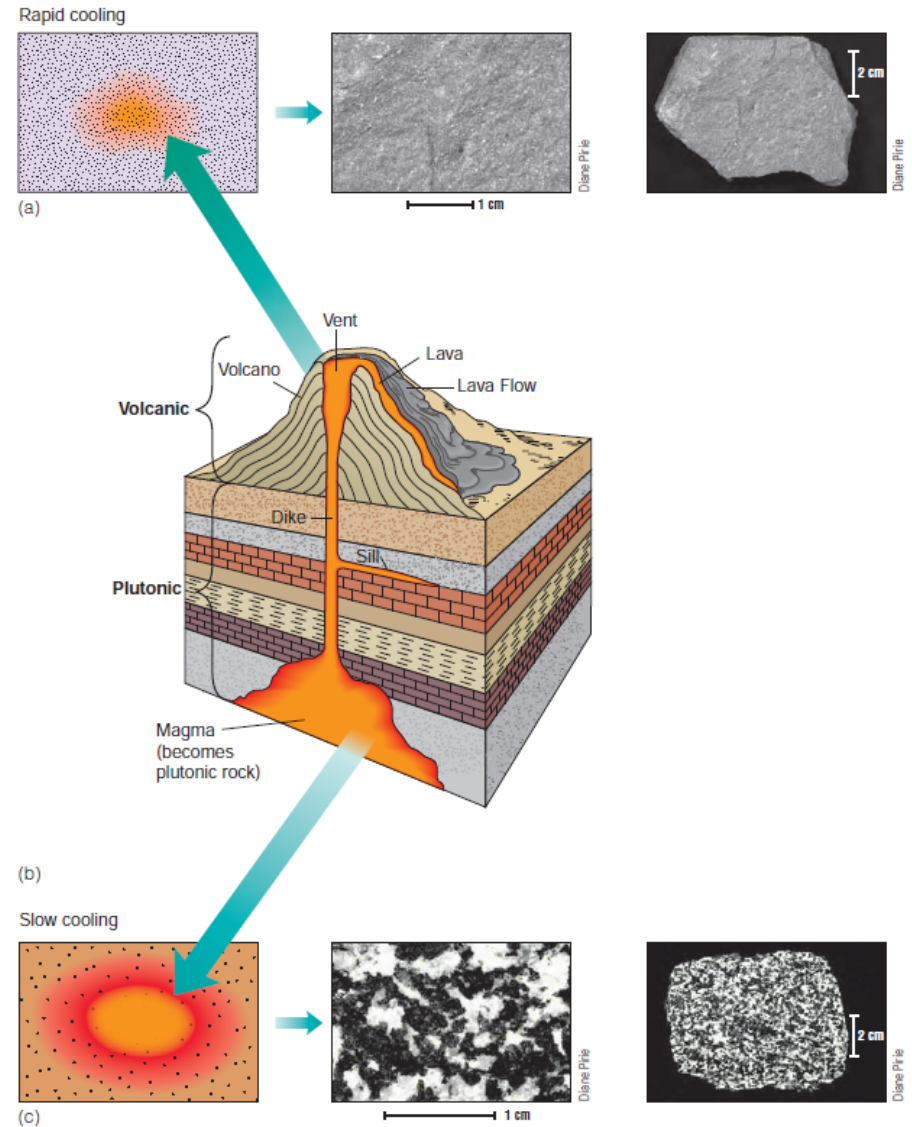 Rapid cooling
2 cm
Diane Pirie
Diane Pirie
(a)
1 cm
Vent
Lava
Volcano
Lava Flow
Volcanic
Dike
Sill
Plutonic
Magma
(becomes
plutonic rock)
(b)
Slow cooling
2 cm
Diane Pirie
Diane Pirie
(c)
1 cm